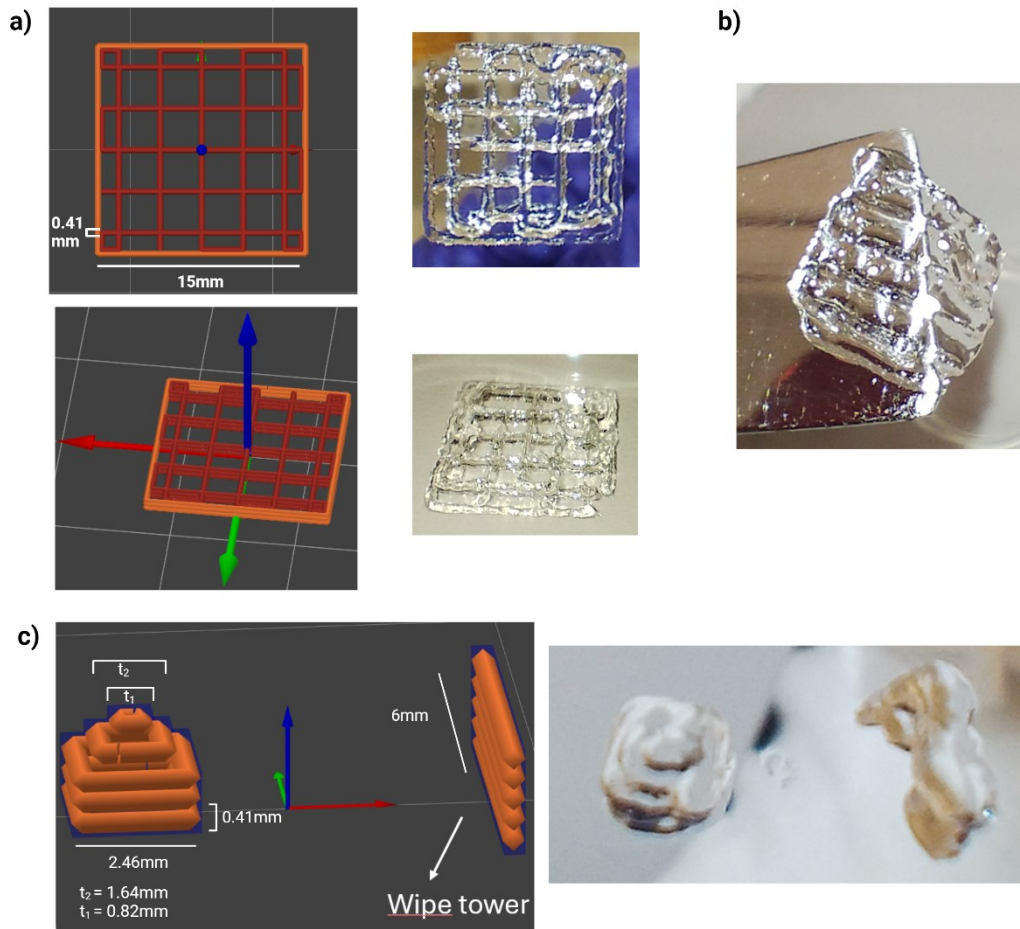 a)
b)
0.41
mm
15mm
c)
t₂
t₁
6mm
0.41mm
2.46mm
t₂ = 1.64mm
t₁ = 0.82mm
Wipe tower